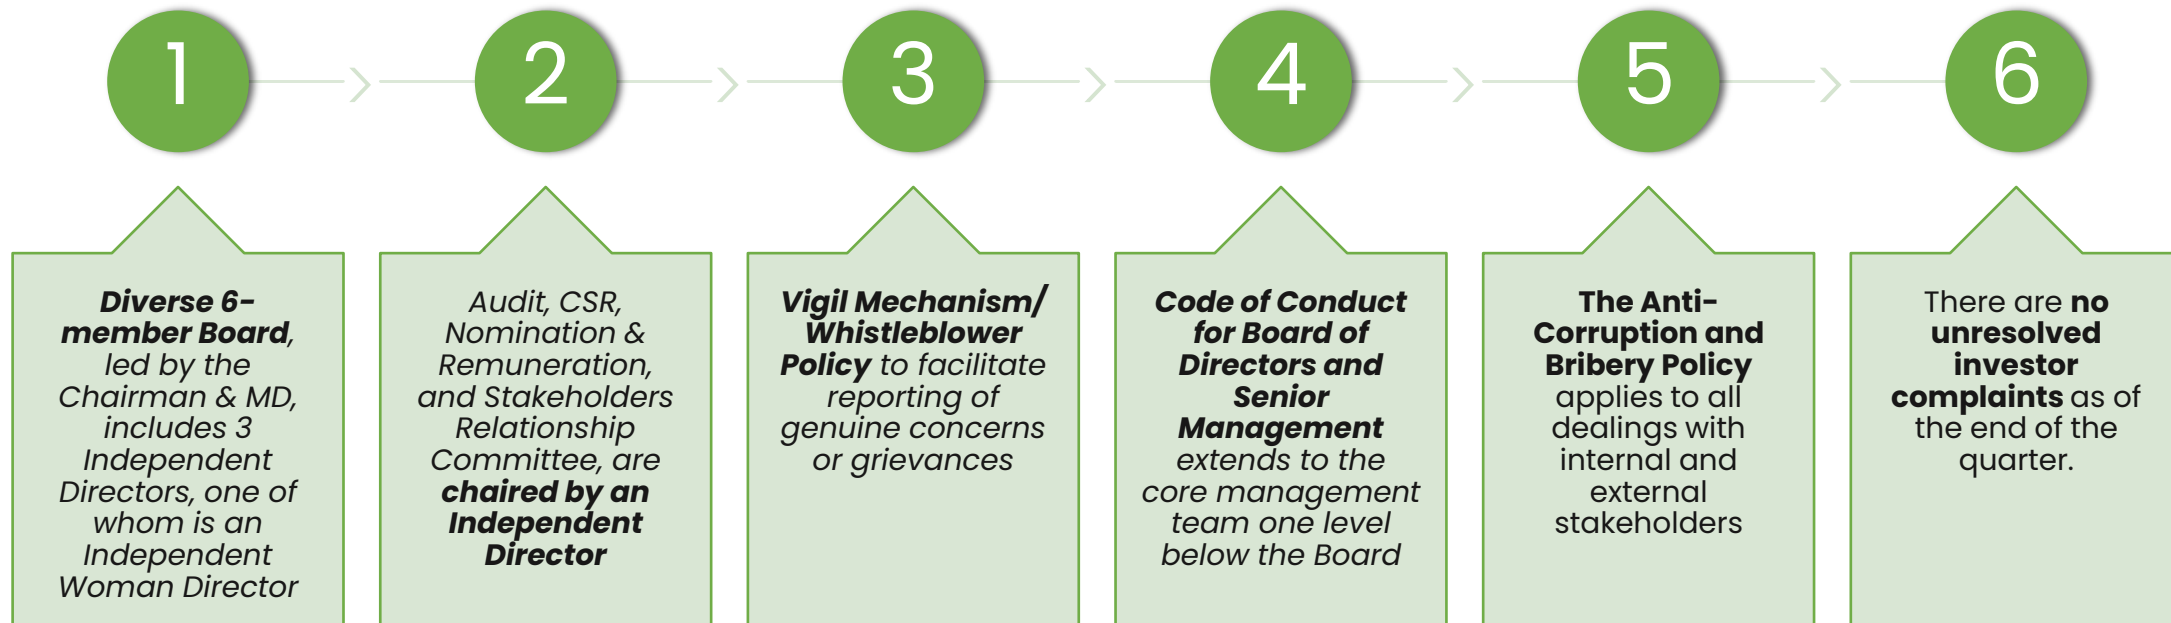 1
2
3
4
5
6
Diverse 6-
member Board,
led by the
Chairman & MD,
includes 3
Independent
Directors, one of
whom is an
Independent
Woman Director
Audit, CSR,
Nomination &
Remuneration,
and Stakeholders
Relationship
Committee, are
chaired by an
Independent
Director
Vigil Mechanism/
Whistleblower
Policy to facilitate
reporting of
genuine concerns
or grievances
Code of Conduct
for Board of
Directors and
Senior
Management
extends to the
core management
team one level
below the Board
The Anti-
Corruption and
Bribery Policy
applies to all
dealings with
internal and
external
stakeholders
There are no
unresolved
investor
complaints as of
the end of the
quarter.